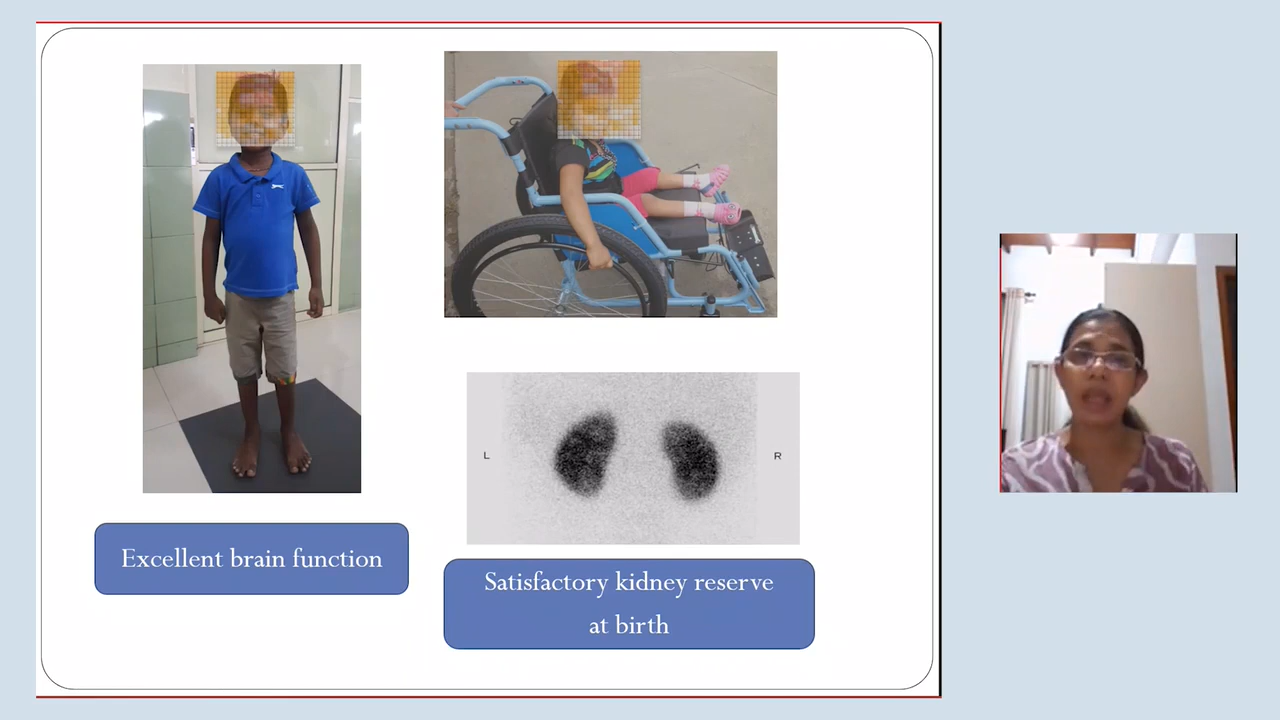 Excellent brain function
L
R
Satisfactory kidney reserve
at birth